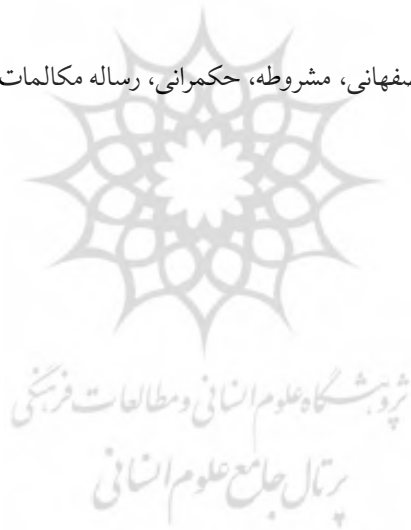 صفهانی، مشروطه، حکمرانی، رساله مکالمات
پژوهشگاه علوم انسانی و مطالعات فرهنگی
پرتال جامع علوم انسانی